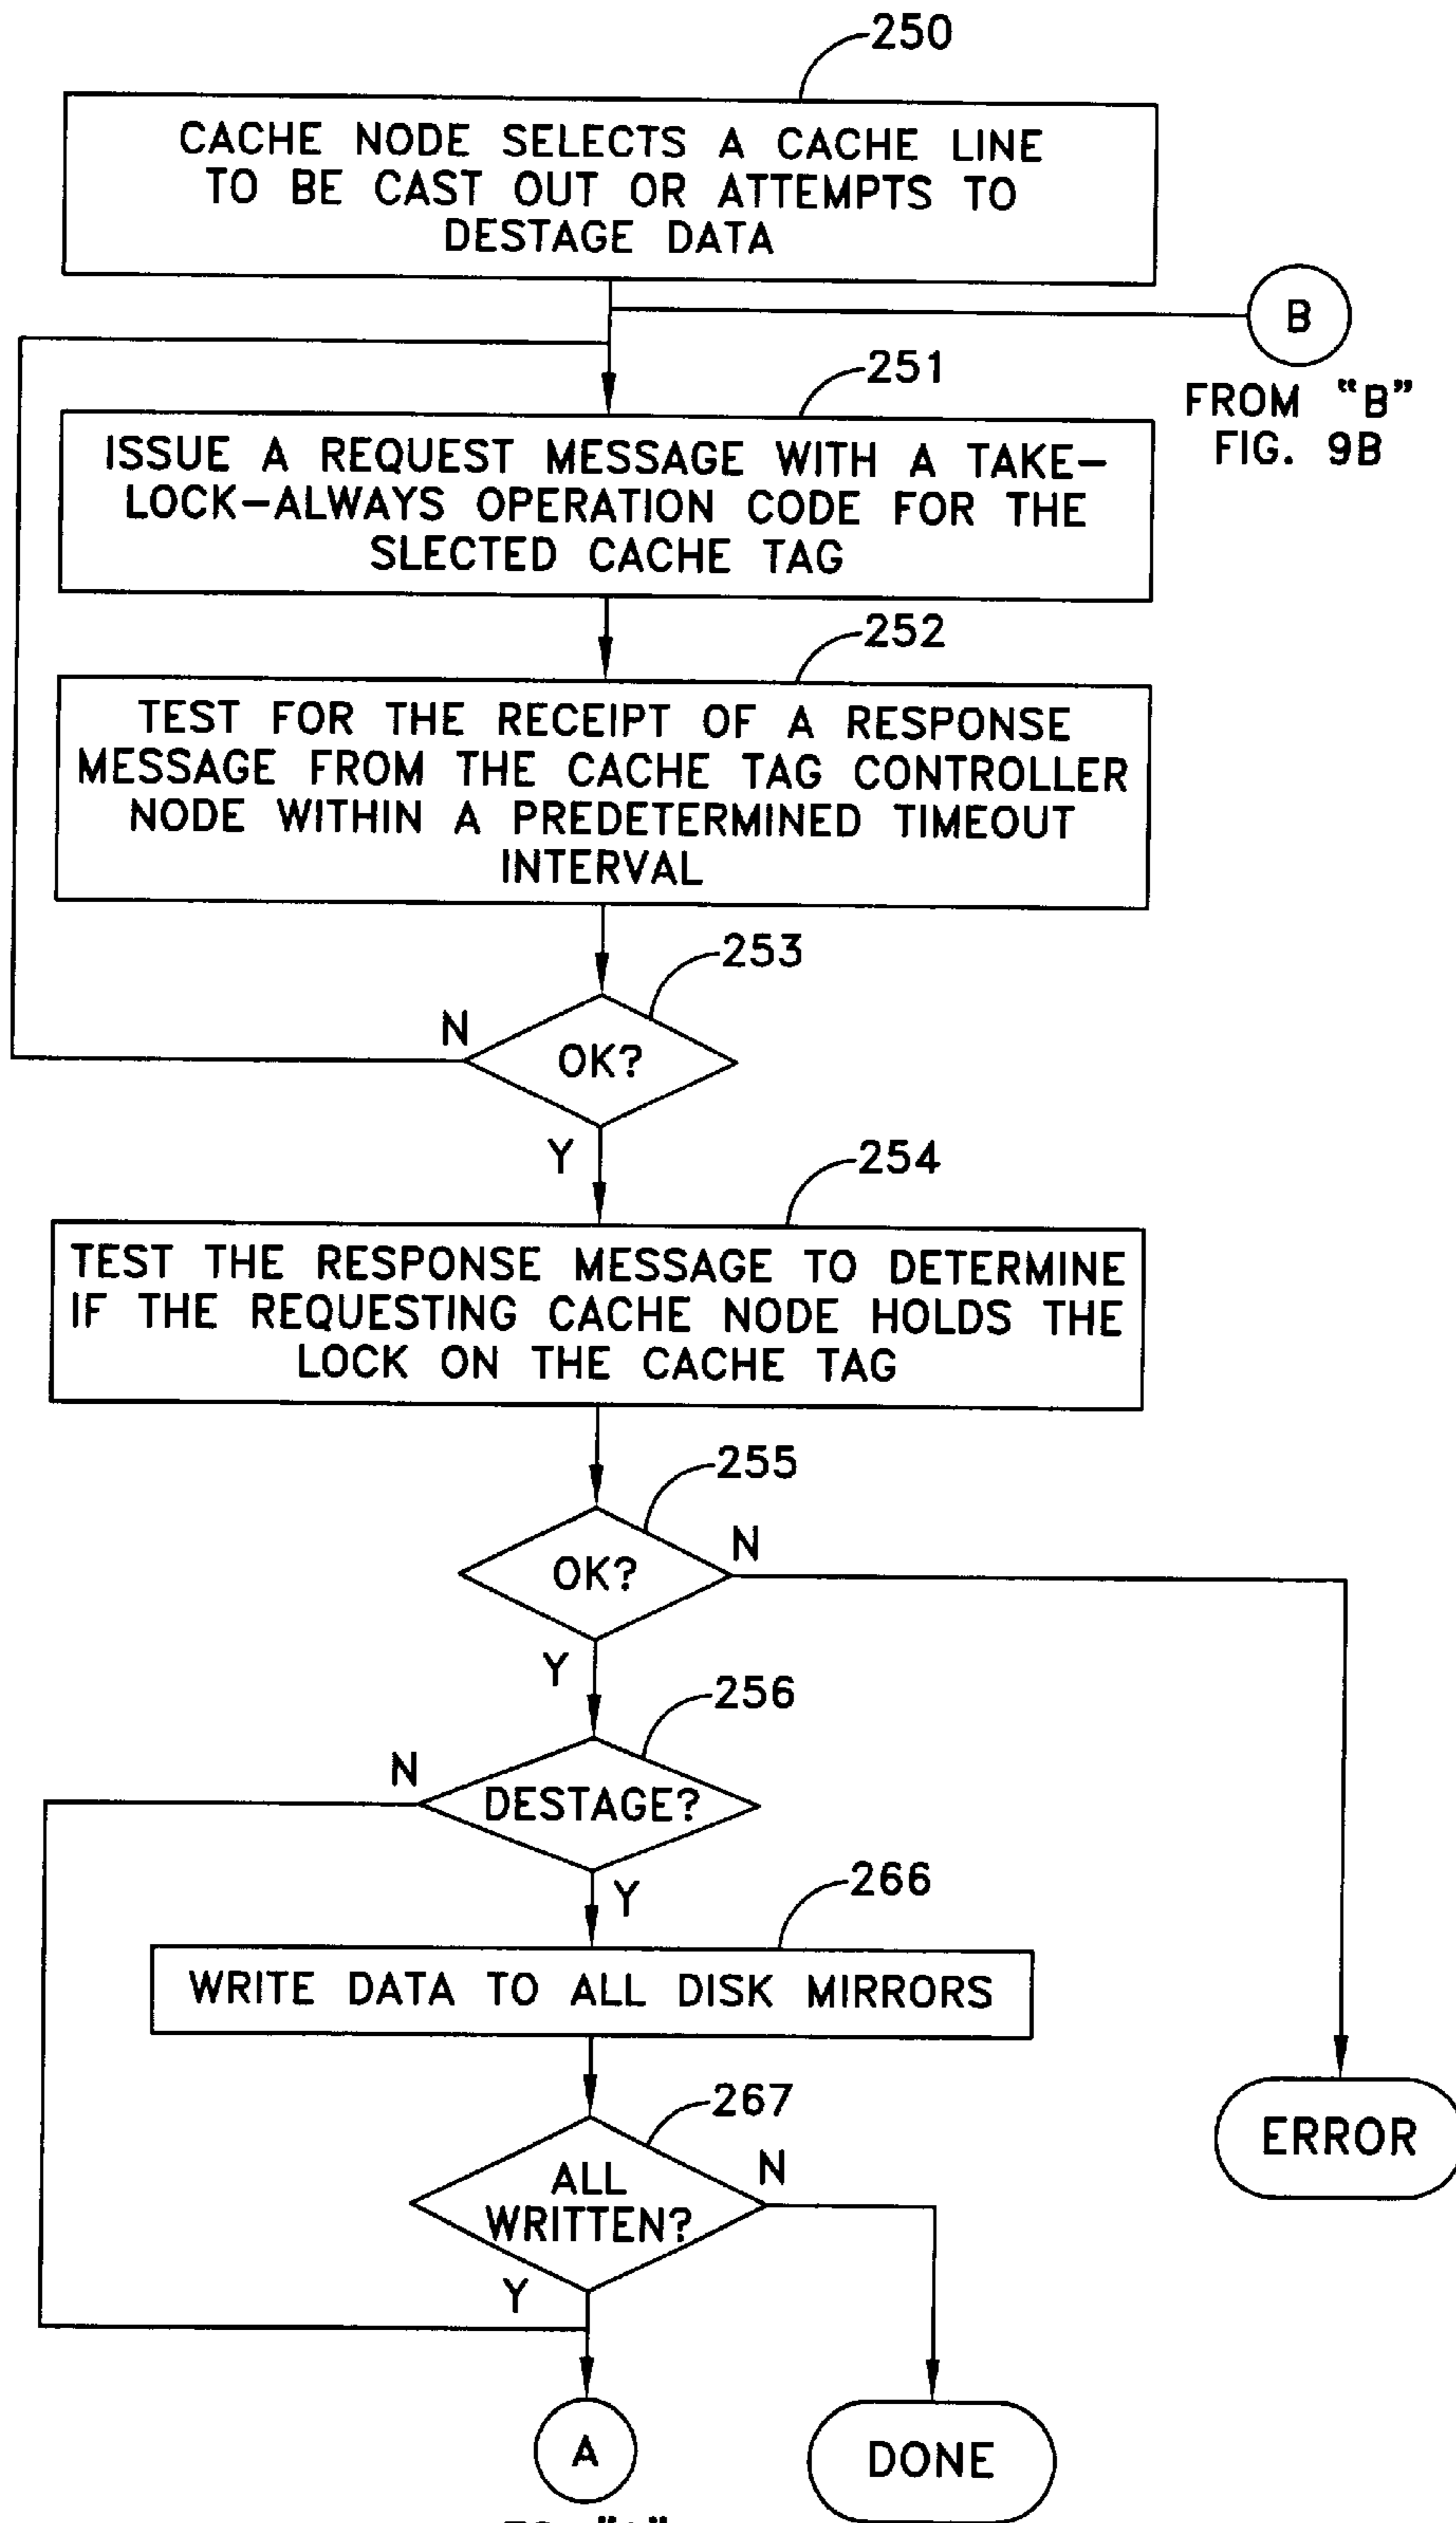 250
CACHE NODE SELECTS A CACHE LINE
TO BE CAST OUT OR ATTEMPTS TO
DESTAGE DATA
B
FROM "B"
FIG. 9B
251
ISSUE A REQUEST MESSAGE WITH A TAKE-
LOCK-ALWAYS OPERATION CODE FOR THE
SLECTED CACHE TAG
252
TEST FOR THE RECEIPT OF A RESPONSE
MESSAGE FROM THE CACHE TAG CONTROLLER
NODE WITHIN A PREDETERMINED TIMEOUT
INTERVAL
253
N
OK?
Y
254
TEST THE RESPONSE MESSAGE TO DETERMINE
IF THE REQUESTING CACHE NODE HOLDS THE
LOCK ON THE CACHE TAG
255
OK?
N
Y
256
N
DESTAGE?
Y
266
WRITE DATA TO ALL DISK MIRRORS
267
ALL
WRITTEN?
N
Y
ERROR
A
DONE